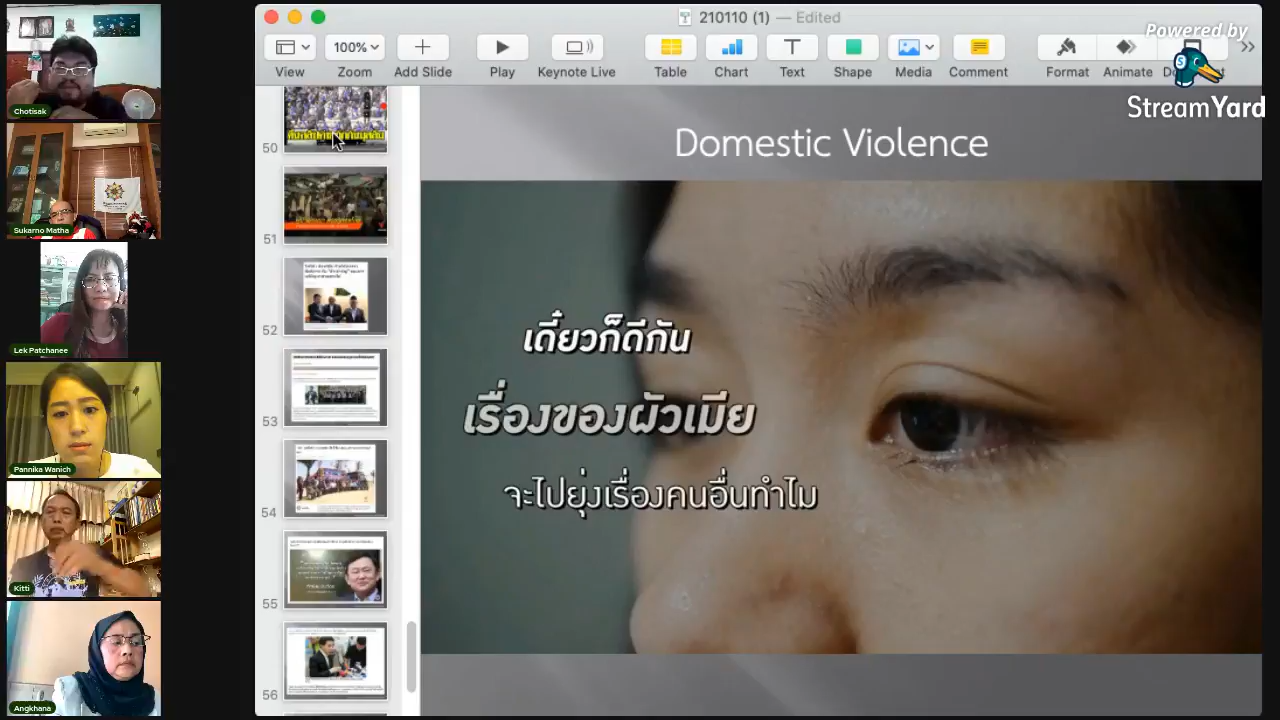 Chotisak
Sukarno Matha
Lek Patchanee
Pannika Wanich
Kitti
Angkhana
210110 (1) — Edited
100%
View
Zoom
Add Slide
Play
Keynote Live
Table
Chart
Text
Shape
Media
Comment
Format
Animate
Powered by
StreamYard
50
51
52
53
54
55
56
Domestic Violence
เดี๋ยวก็ดีกัน
เรื่องของผัวเมีย
จะไปยุ่งเรื่องคนอื่นทำไม